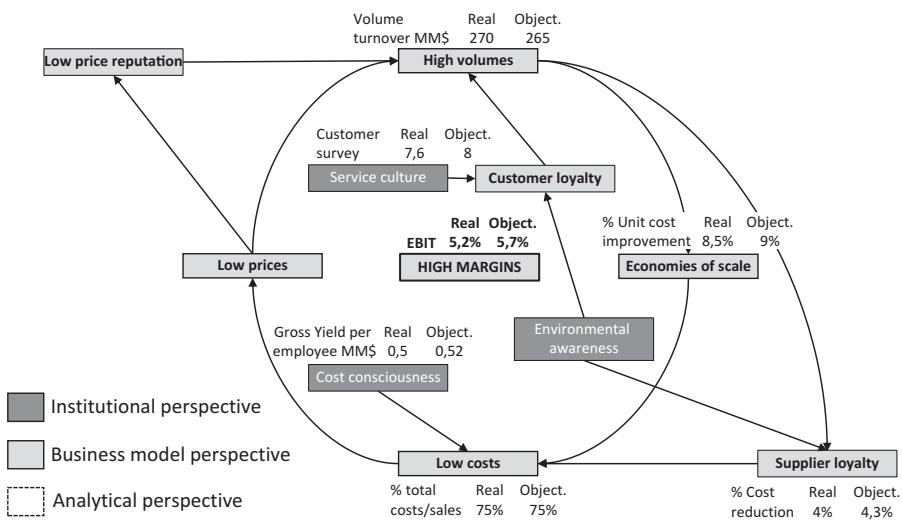 Volume Real Object.
turnover MM$ 270 265
Low price reputation
High volumes
Customer Real Object.
survey 7,6 8
Service culture
Customer loyalty
% Unit cost Real Object.
improvement 8,5% 9%
Real Object.
EBIT 5,2% 5,7%
Low prices
HIGH MARGINS
Economies of scale
Gross Yield per Real Object.
employee MM$ 0,5 0,52
Environmental
awareness
Cost consciousness
Institutional perspective
Business model perspective
Low costs
Supplier loyalty
Analytical perspective
% total Real Object.
costs/sales 75% 75%
% Cost Real Object.
reduction 4% 4,3%